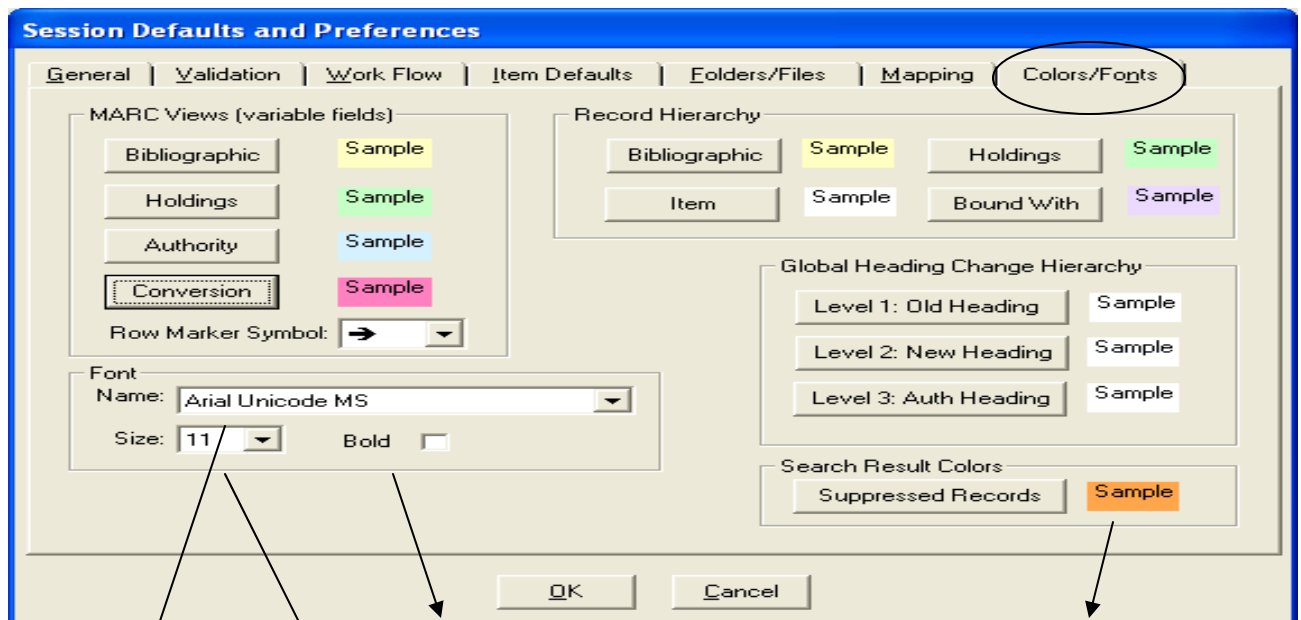 Session Defaults and Preferences
General Validation Work Flow Item Defaults Folders/Files Mapping Colors/Fonts
MARC Views (variable fields)
Bibliographic Sample
Holdings Sample
Authority Sample
Conversion Sample
Row Marker Symbol: ➔
Font
Name: Arial Unicode MS
Size: 11 Bold
Record Hierarchy
Bibliographic Sample Holdings Sample
Item Sample Bound With Sample
Global Heading Change Hierarchy
Level 1: Old Heading Sample
Level 2: New Heading Sample
Level 3: Auth Heading Sample
Search Result Colors
Suppressed Records Sample
OK Cancel